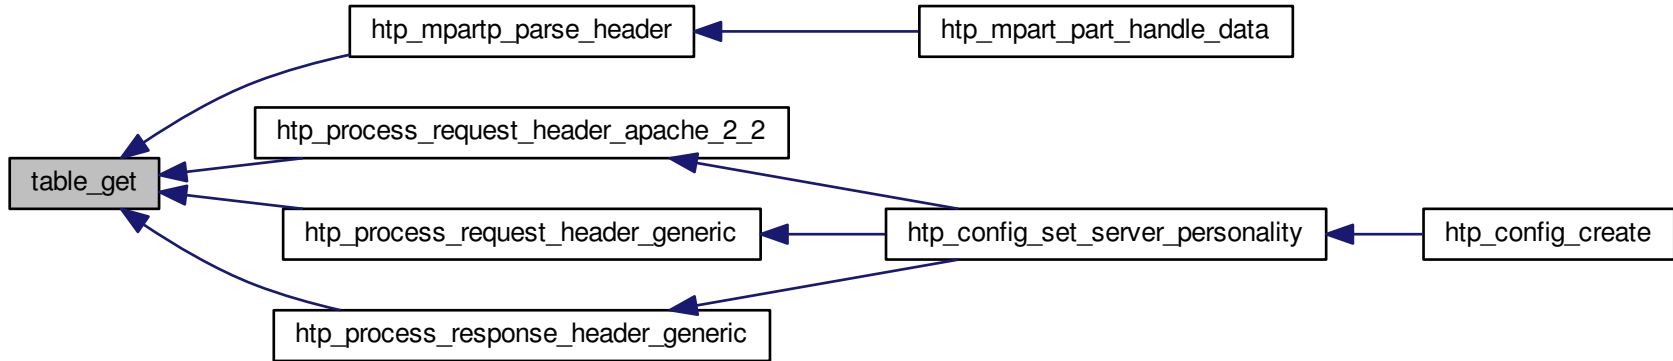 htp_mpartp_parse_header
htp_mpart_part_handle_data
htp_process_request_header_apache_2_2
table_get
htp_process_request_header_generic
htp_config_set_server_personality
htp_config_create
htp_process_response_header_generic